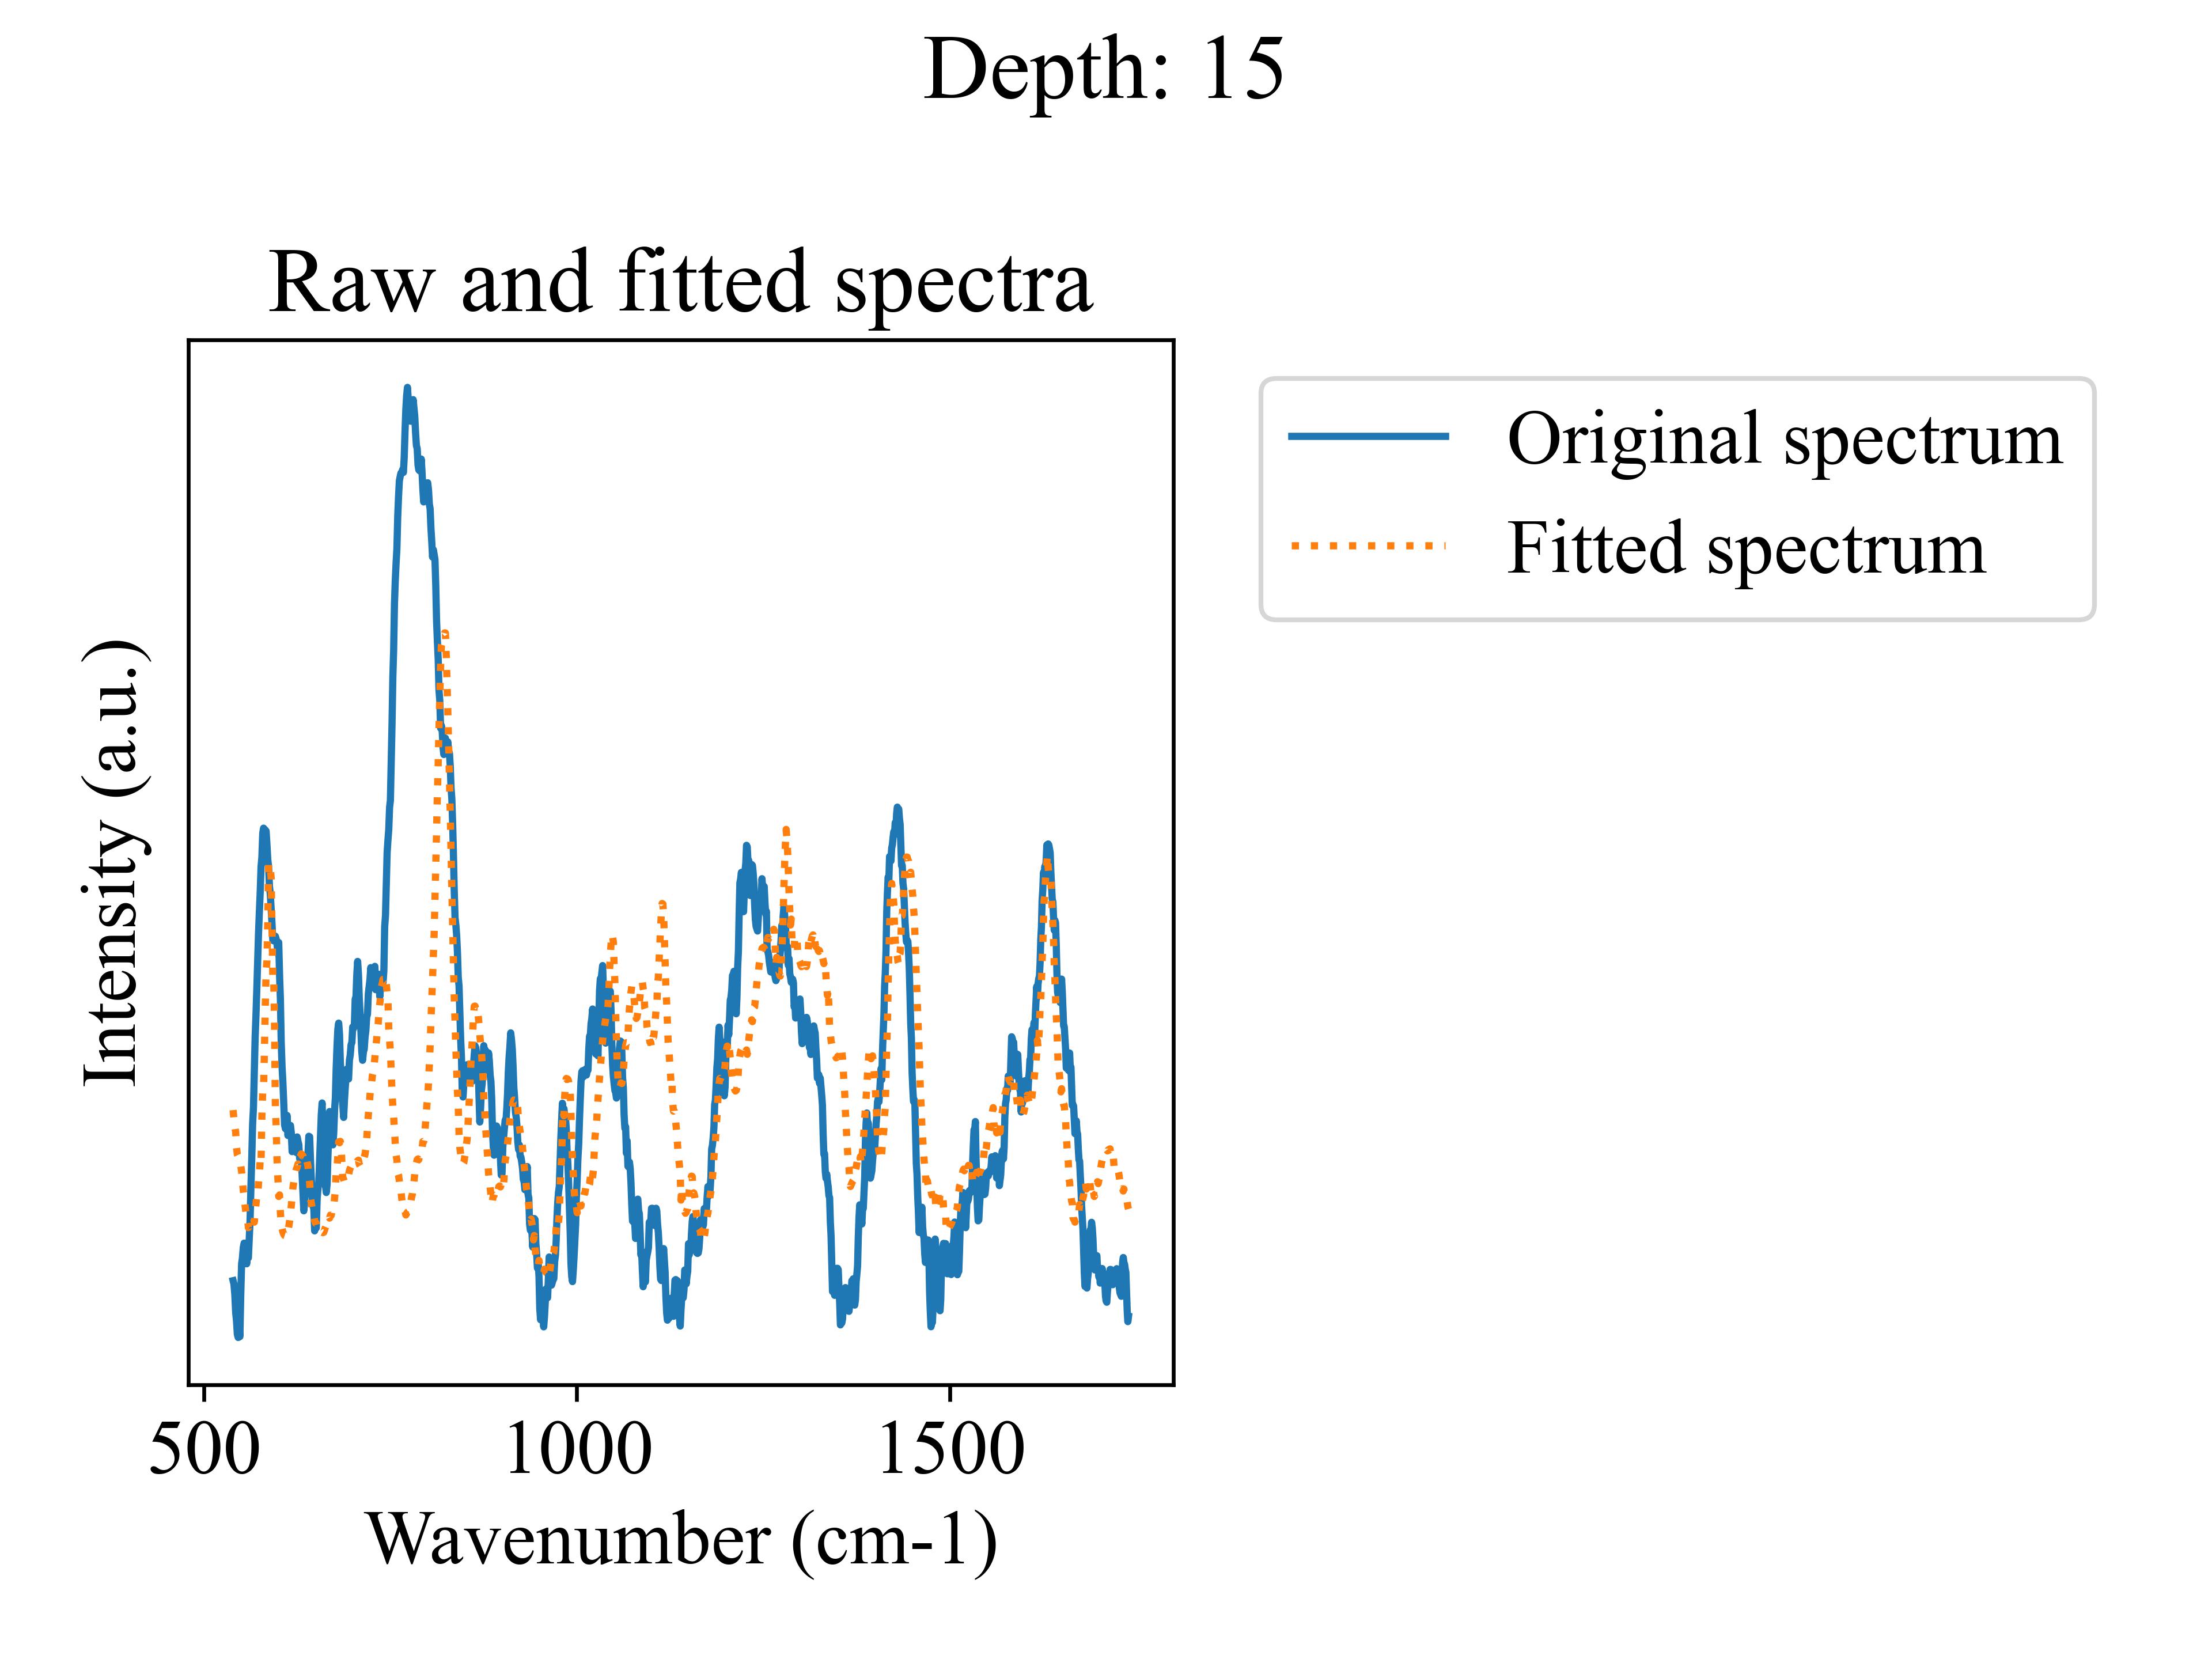 Depth: 15
Raw and fitted spectra
Original spectrum
Fitted spectrum
Intensity (a.u.)
500 1000 1500
Wavenumber (cm-1)